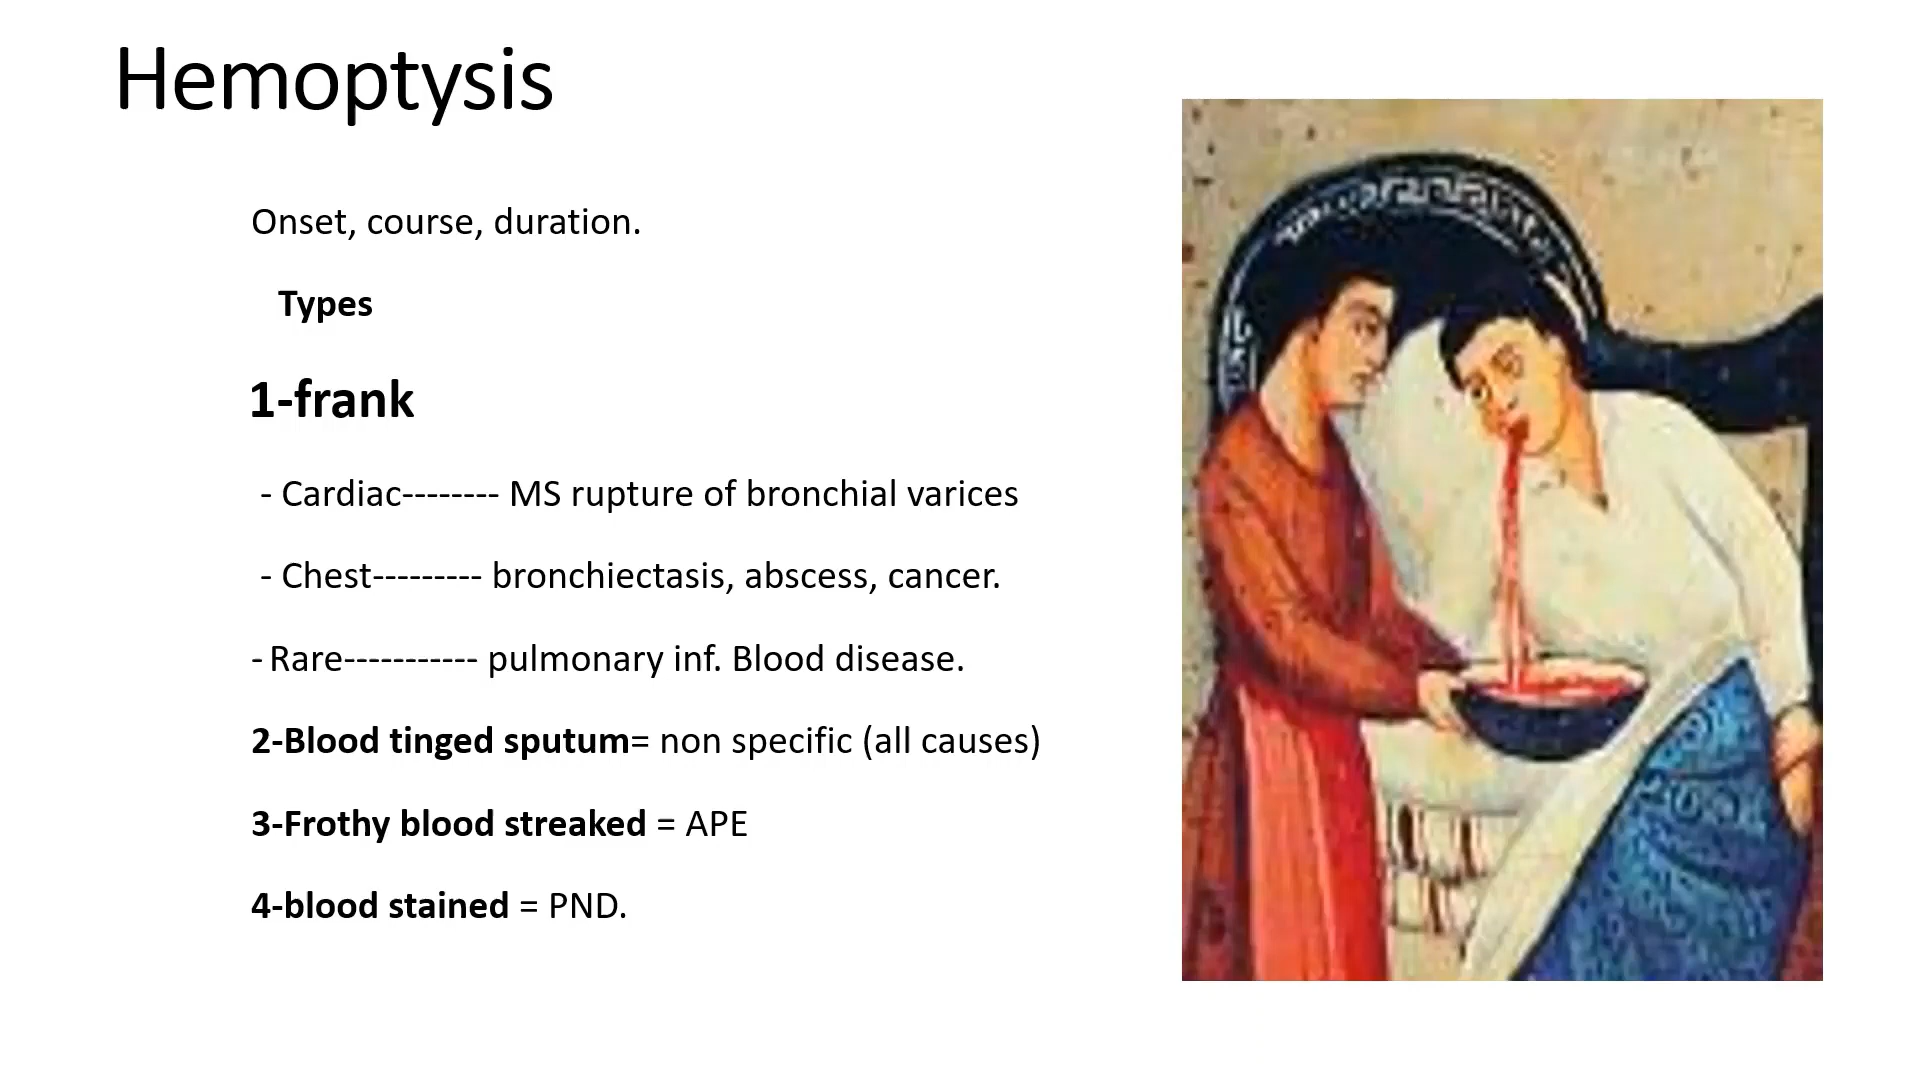 Hemoptysis
Onset, course, duration.
Types
1-frank
- Cardiac-------- MS rupture of bronchial varices
- Chest--------- bronchiectasis, abscess, cancer.
- Rare----------- pulmonary inf. Blood disease.
2-Blood tinged sputum= non specific (all causes)
3-Frothy blood streaked = APE
4-blood stained = PND.